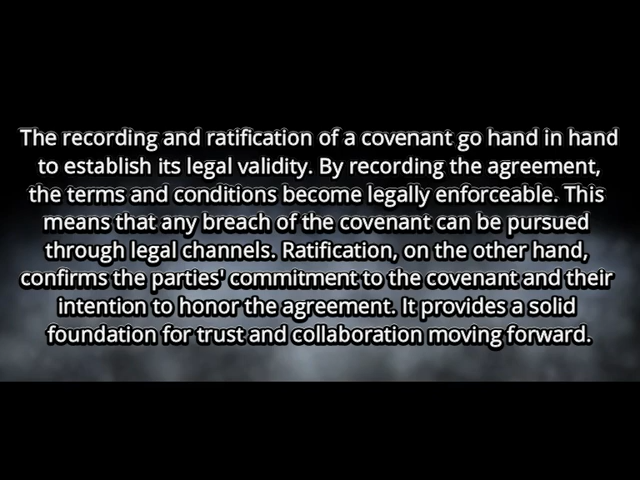 The recording and ratification of a covenant go hand in hand
to establish its legal validity. By recording the agreement,
the terms and conditions become legally enforceable. This
means that any breach of the covenant can be pursued
through legal channels. Ratification, on the other hand,
confirms the parties' commitment to the covenant and their
intention to honor the agreement. It provides a solid
foundation for trust and collaboration moving forward.